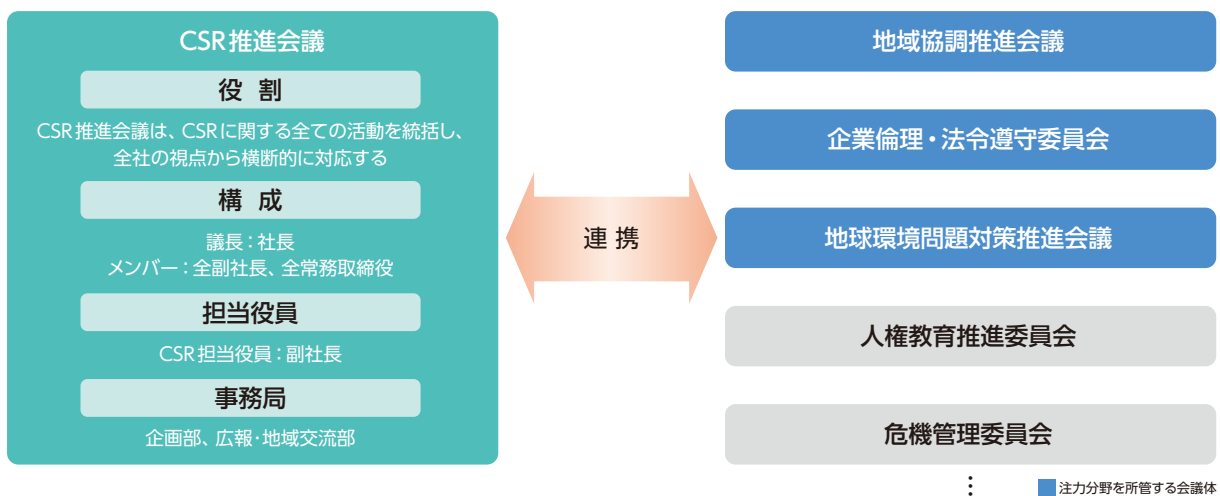 CSR推進会議
役 割
CSR推進会議は、CSRに関する全ての活動を統括し、
全社の視点から横断的に対応する
構 成
議長：社長
メンバー：全副社長、全常務取締役
担当役員
CSR担当役員：副社長
事務局
企画部、広報・地域交流部
連 携
地域協調推進会議
企業倫理・法令遵守委員会
地球環境問題対策推進会議
人権教育推進委員会
危機管理委員会
⋮
注力分野を所管する会議体